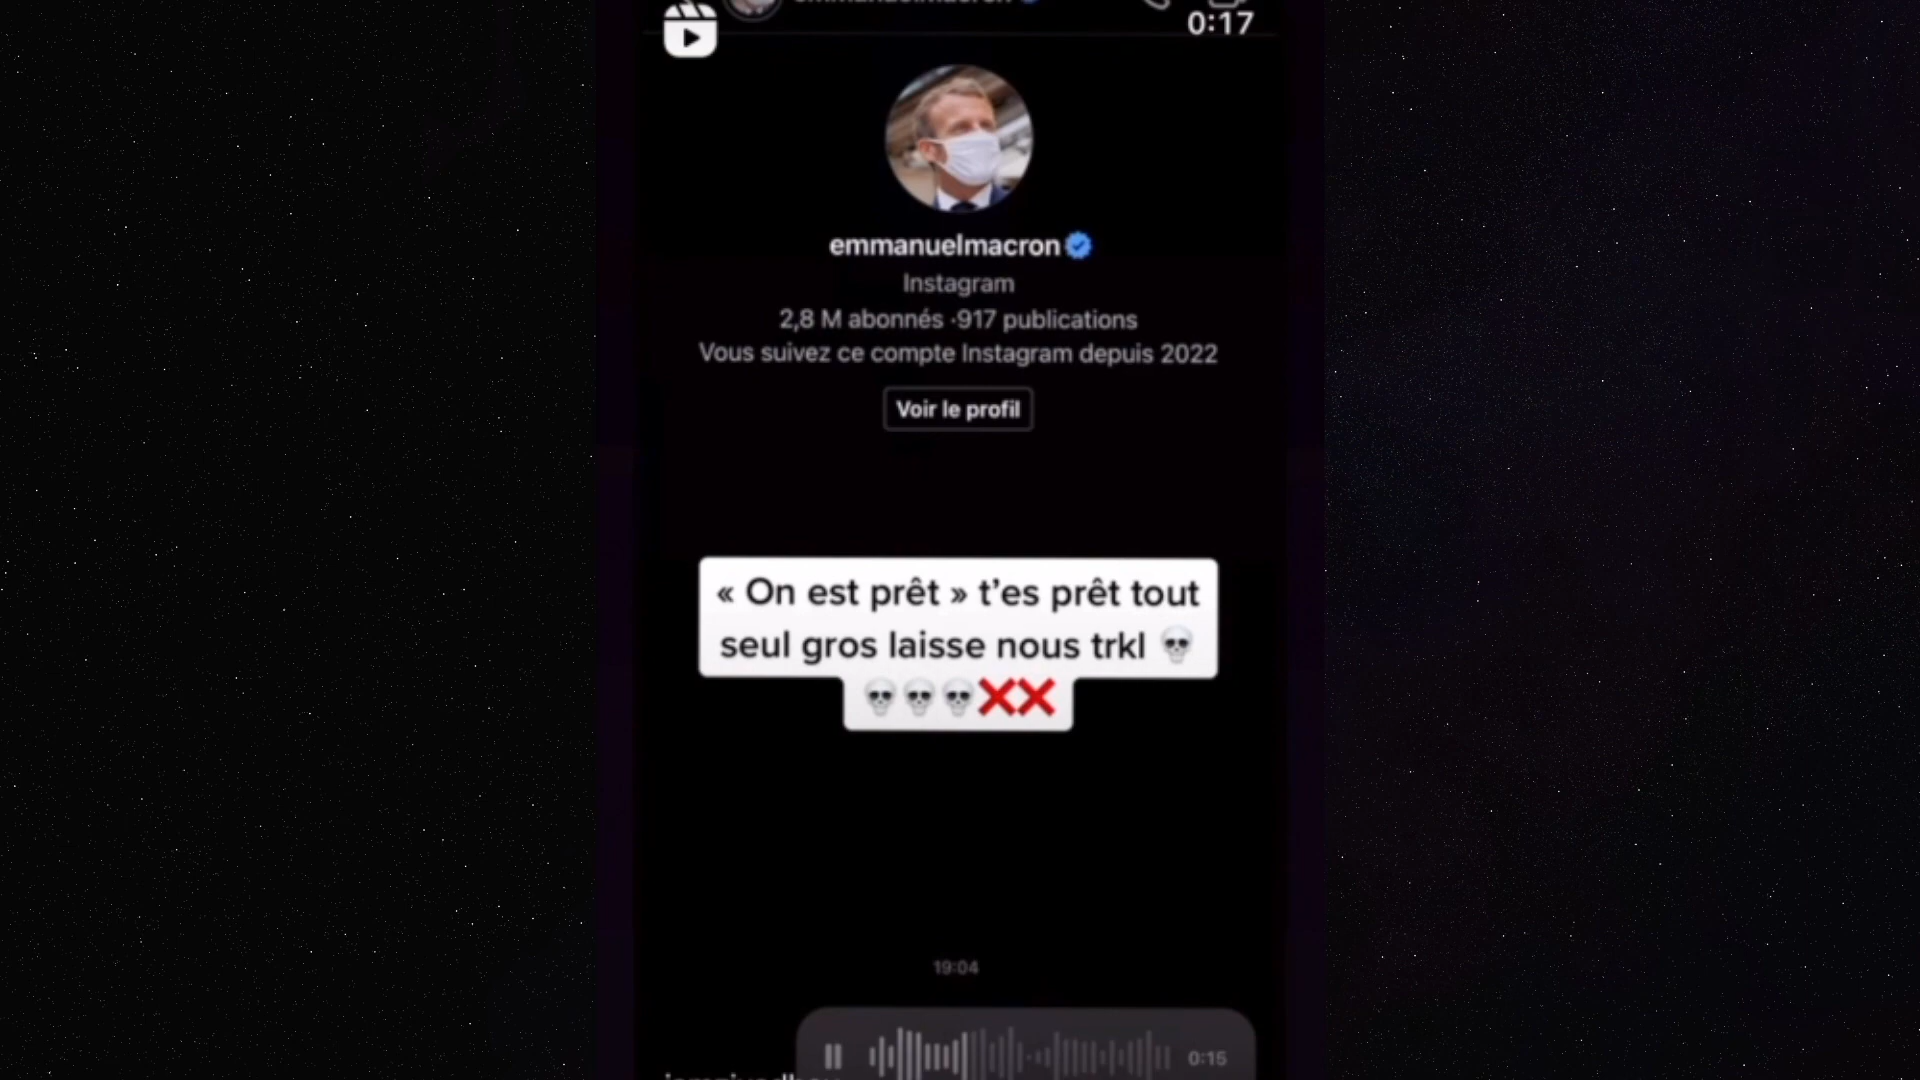 0:17
emmanuelmacron
Instagram
2,8 M abonnés ·917 publications
Vous suivez ce compte Instagram depuis 2022
Voir le profil
« On est prêt » t’es prêt tout
seul gros laisse nous trkl 💀
💀💀💀❌❌
19:04
0:15